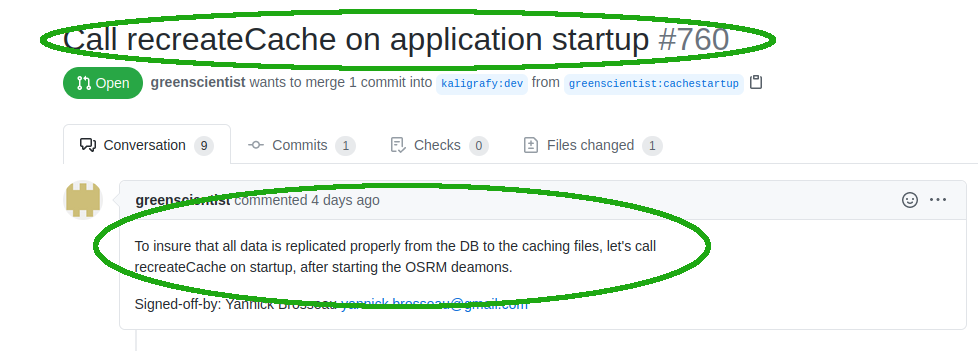 Call recreateCache on application startup #760
Open greenscientist wants to merge 1 commit into kaligrafy:dev from greenscientist:cachestartup
Conversation 9 Commits 1 Checks 0 Files changed 1
greenscientist commented 4 days ago
To insure that all data is replicated properly from the DB to the caching files, let's call
recreateCache on startup, after starting the OSRM deamons.
Signed-off-by: Yannick Brosseau yannick.brosseau@gmail.com